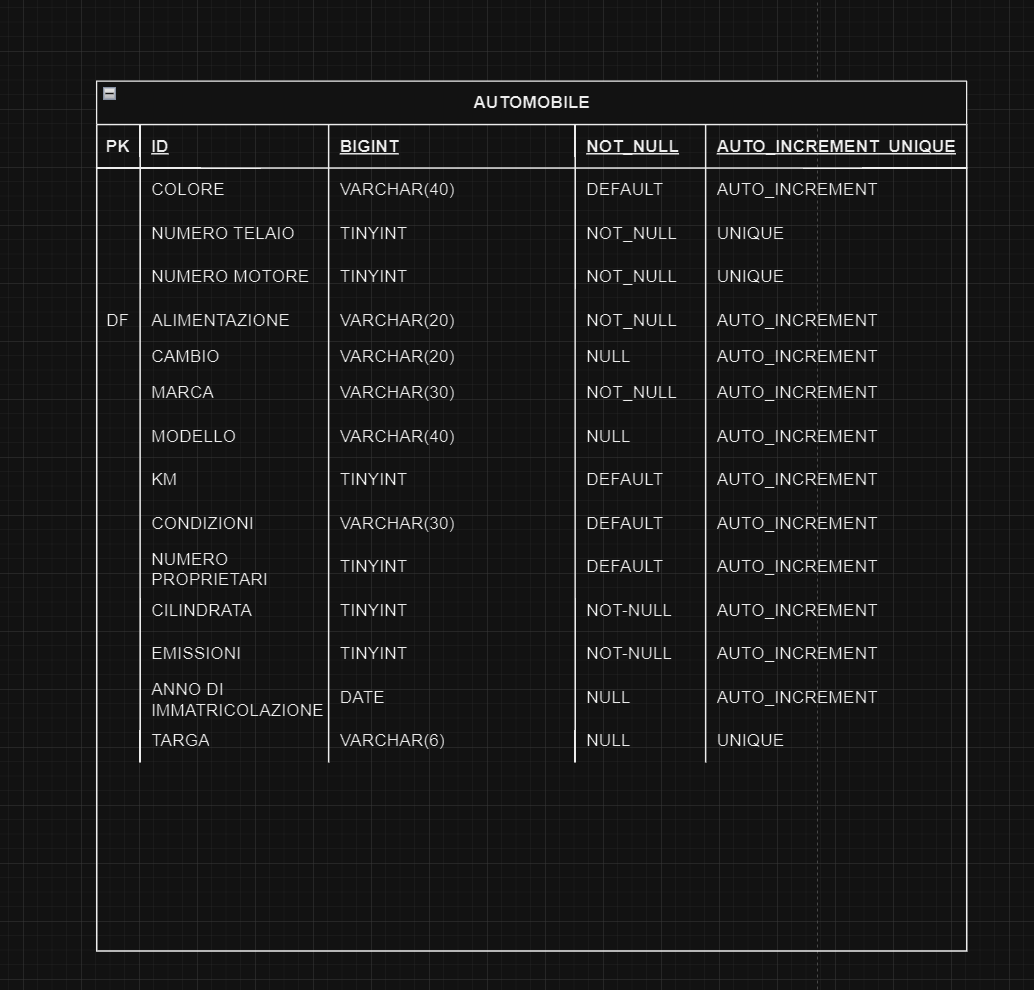 AUTOMOBILE
PK ID BIGINT NOT_NULL AUTO_INCREMENT_UNIQUE
COLORE VARCHAR(40) DEFAULT AUTO_INCREMENT
NUMERO TELAIO TINYINT NOT_NULL UNIQUE
NUMERO MOTORE TINYINT NOT_NULL UNIQUE
DF ALIMENTAZIONE VARCHAR(20) NOT_NULL AUTO_INCREMENT
CAMBIO VARCHAR(20) NULL AUTO_INCREMENT
MARCA VARCHAR(30) NOT_NULL AUTO_INCREMENT
MODELLO VARCHAR(40) NULL AUTO_INCREMENT
KM TINYINT DEFAULT AUTO_INCREMENT
CONDIZIONI VARCHAR(30) DEFAULT AUTO_INCREMENT
NUMERO
PROPRIETARI TINYINT DEFAULT AUTO_INCREMENT
CILINDRATA TINYINT NOT-NULL AUTO_INCREMENT
EMISSIONI TINYINT NOT-NULL AUTO_INCREMENT
ANNO DI
IMMATRICOLAZIONE DATE NULL AUTO_INCREMENT
TARGA VARCHAR(6) NULL UNIQUE